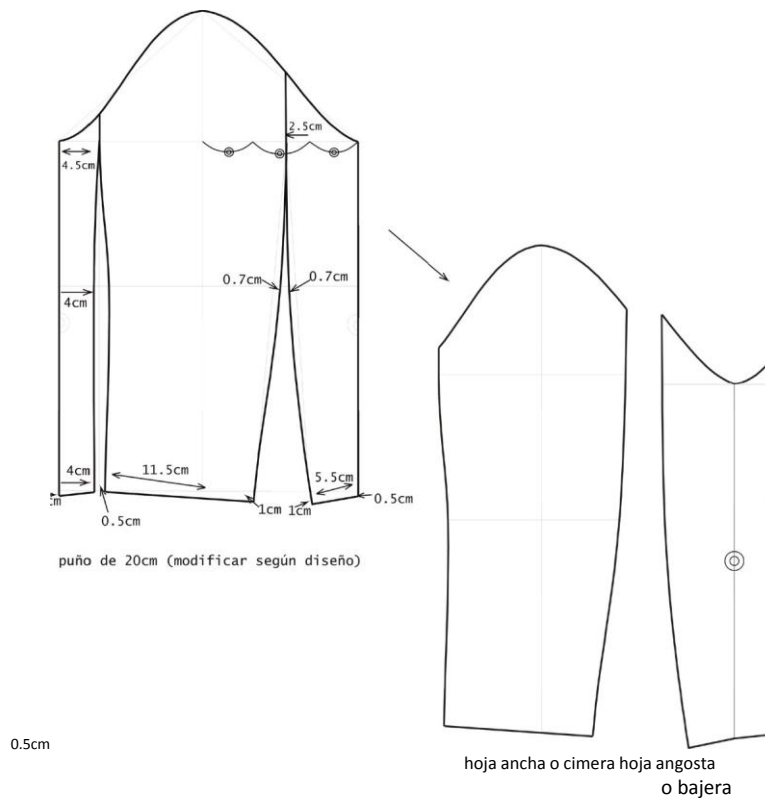 2.5cm
4.5cm
0.7cm
0.7cm
4cm
4cm
11.5cm
5.5cm
cm
0.5cm
1cm
1cm
0.5cm
puño de 20cm (modificar según diseño)
0.5cm
hoja ancha o cimera hoja angosta
o bajera